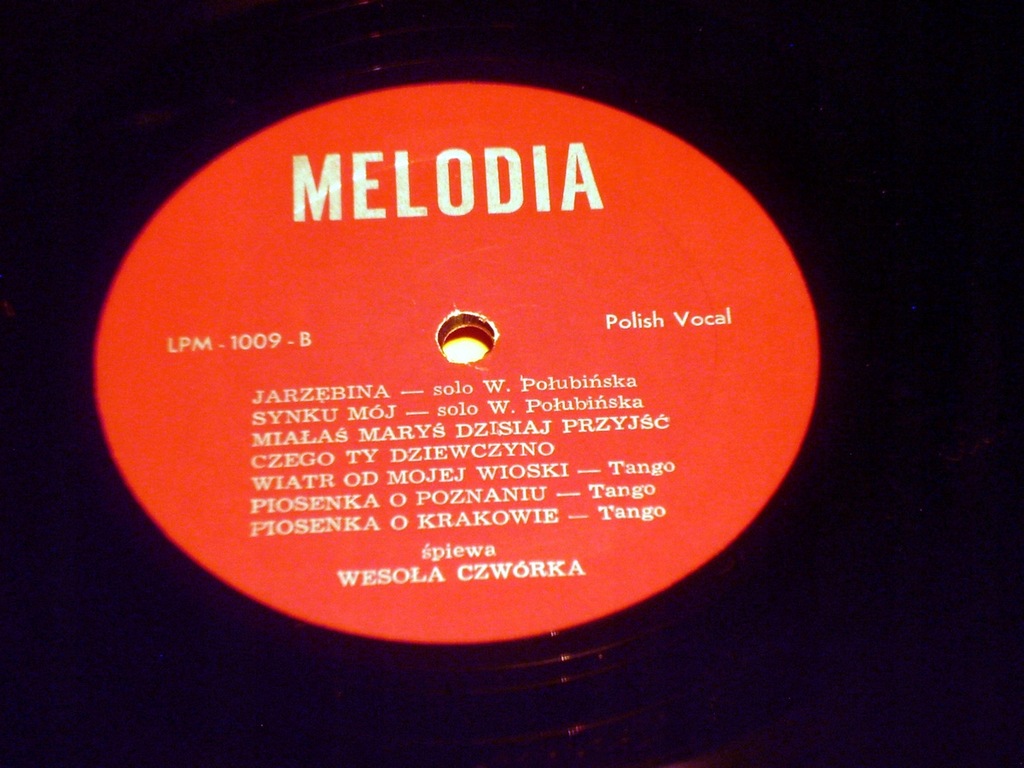 MELODIA
LPM - 1009 - B
Polish Vocal
JARZĘBINA — solo W. Połubińska
SYNKU MÓJ — solo W. Połubińska
MIAŁAŚ MARYŚ DZISIAJ PRZYJŚĆ
CZEGO TY DZIEWCZYNO
WIATR OD MOJEJ WIOSKI — Tango
PIOSENKA O POZNANIU — Tango
PIOSENKA O KRAKOWIE — Tango
śpiewa
WESOŁA CZWÓRKA